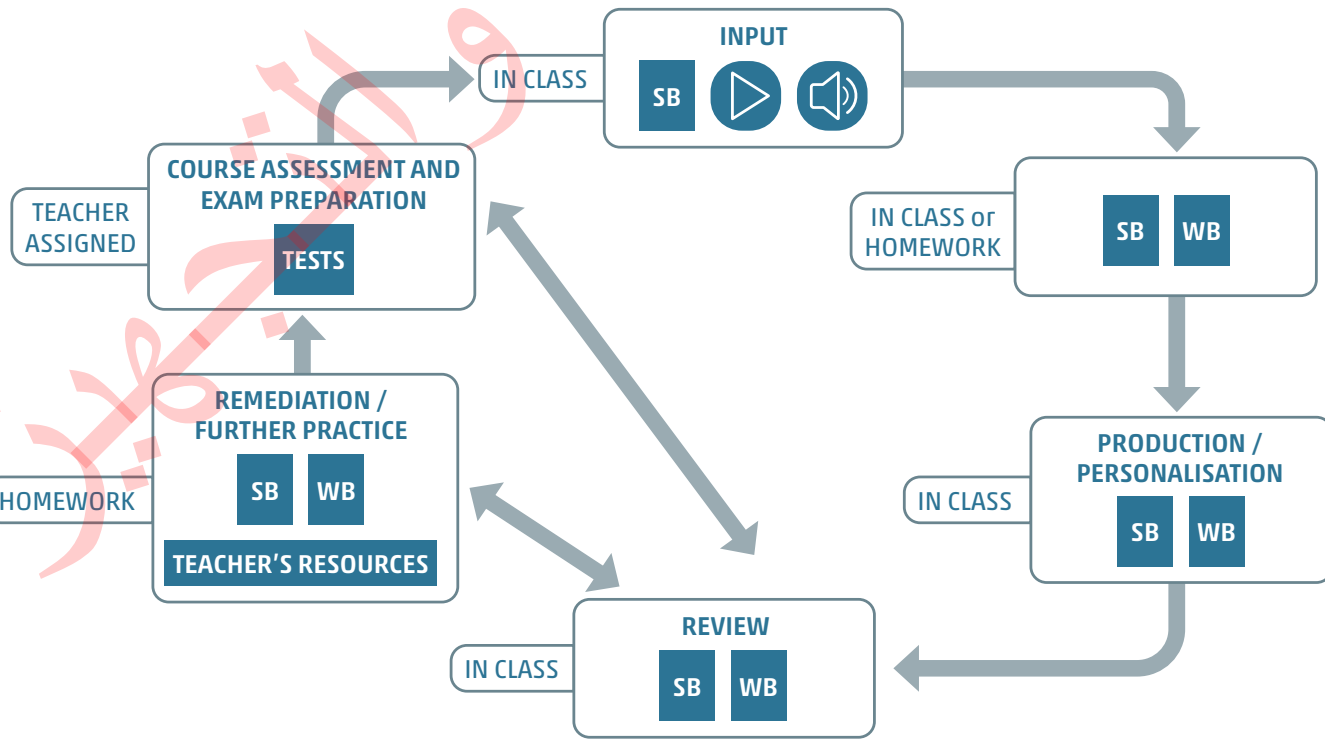 INPUT
IN CLASS
SB
COURSE ASSESSMENT AND
EXAM PREPARATION
TEACHER
ASSIGNED
TESTS
IN CLASS or
HOMEWORK
SB WB
REMEDIATION /
FURTHER PRACTICE
HOMEWORK
SB WB
TEACHER'S RESOURCES
PRODUCTION /
PERSONALISATION
IN CLASS
SB WB
REVIEW
IN CLASS
SB WB